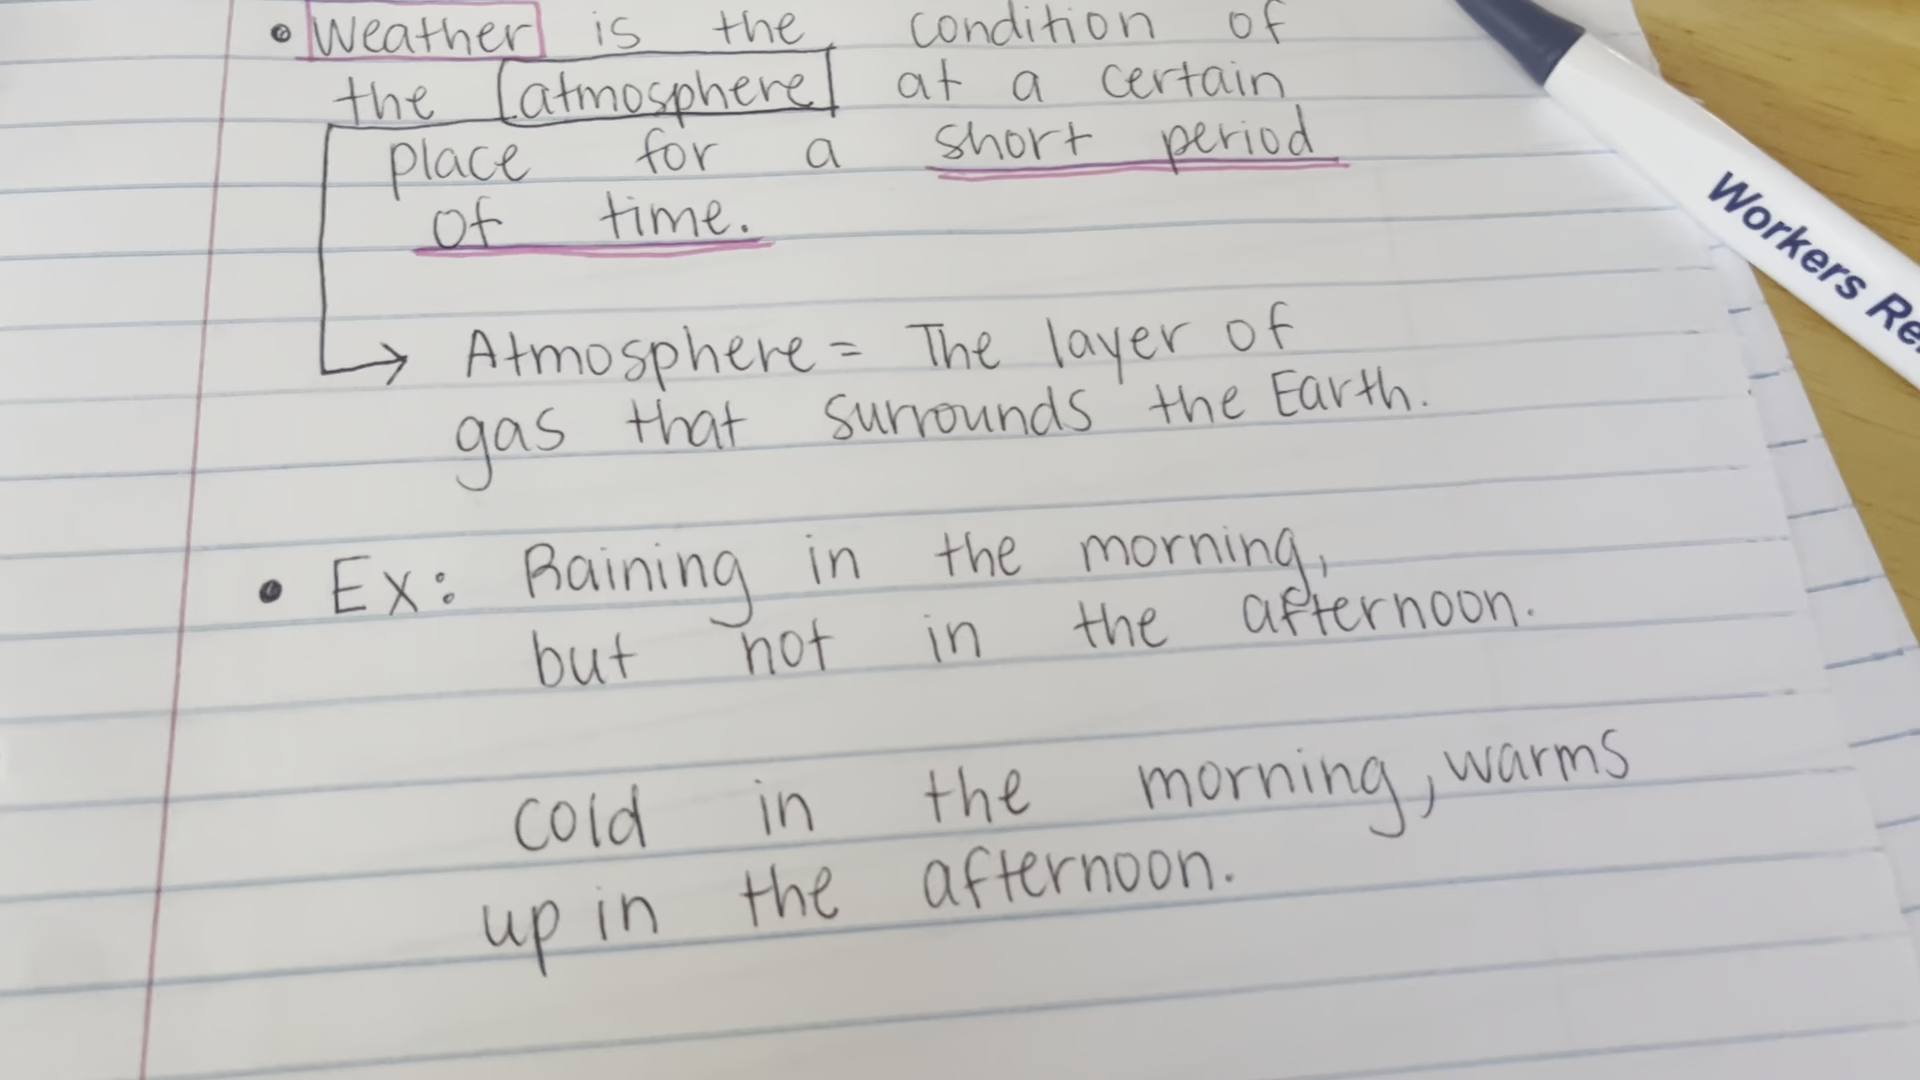 • Weather is the condition of
the atmosphere at a certain
place for a short period
of time.
→ Atmosphere = The layer of
gas that surrounds the Earth.
• Ex: Raining in the morning,
but not in the afternoon.
cold in the morning, warms
up in the afternoon.
Workers